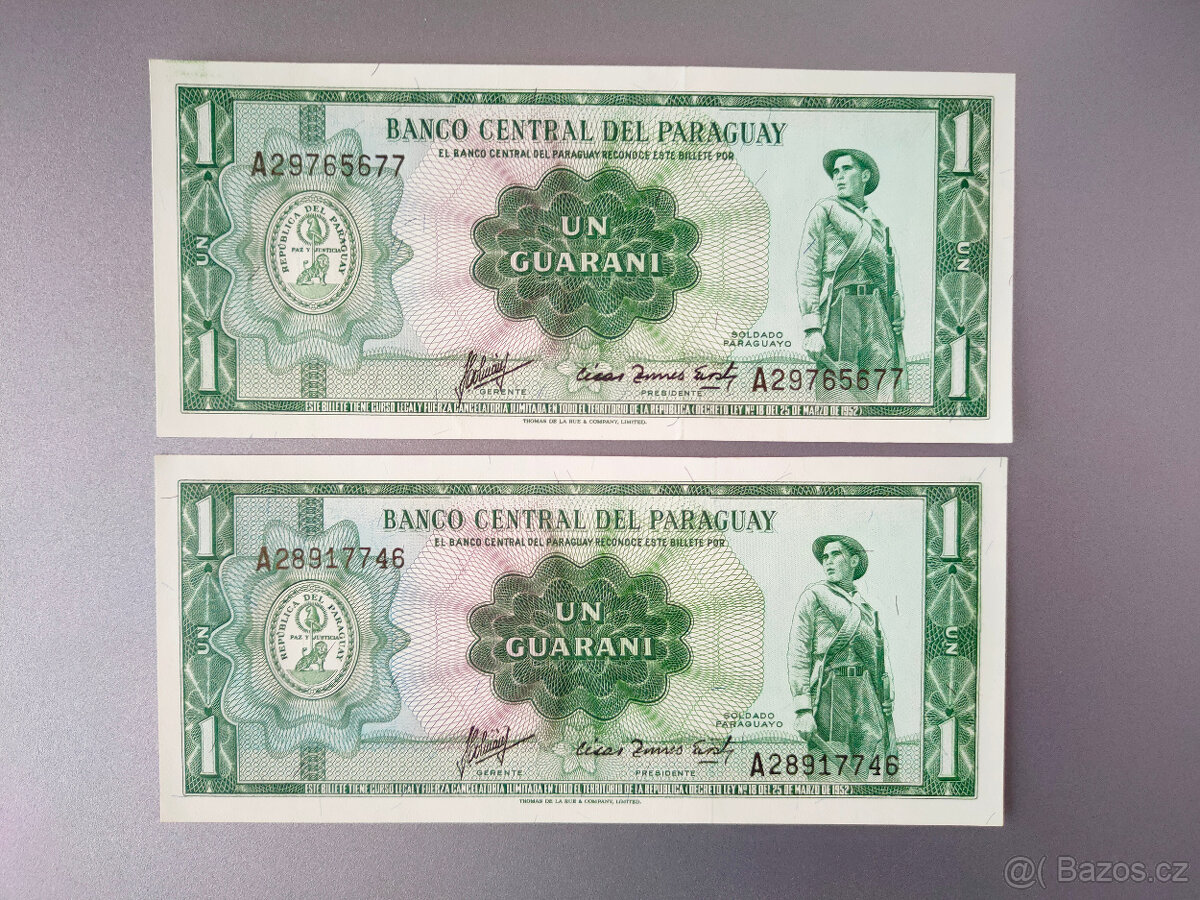 1
1
BANCO CENTRAL DEL PARAGUAY
EL BANCO CENTRAL DEL PARAGUAY RECONOCE ESTE BILLETE POR
A29765677
REPÚBLICA DEL PARAGUAY
PAZ Y JUSTICIA
UN
GUARANI
UN
UN
SOLDADO
PARAGUAYO
1
1
GERENTE
PRESIDENTE
A29765677
ESTE BILLETE TIENE CURSO LEGAL Y FUERZA CANCELATORIA ILIMITADA EN TODO EL TERRITORIO DE LA REPUBLICA (DECRETO LEY Nº 18 DEL 25 DE MARZO DE 1952)
THOMAS DE LA RUE & COMPANY, LIMITED.
1
1
BANCO CENTRAL DEL PARAGUAY
EL BANCO CENTRAL DEL PARAGUAY RECONOCE ESTE BILLETE POR
A28917746
REPÚBLICA DEL PARAGUAY
PAZ Y JUSTICIA
UN
GUARANI
UN
UN
SOLDADO
PARAGUAYO
1
1
GERENTE
PRESIDENTE
A28917746
ESTE BILLETE TIENE CURSO LEGAL Y FUERZA CANCELATORIA ILIMITADA EN TODO EL TERRITORIO DE LA REPUBLICA (DECRETO LEY Nº 18 DEL 25 DE MARZO DE 1952)
THOMAS DE LA RUE & COMPANY, LIMITED.
@( Bazos.cz